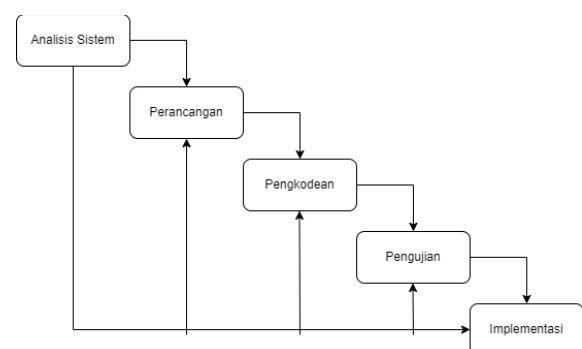 Analisis Sistem
Perancangan
Pengkodean
Pengujian
Implementasi